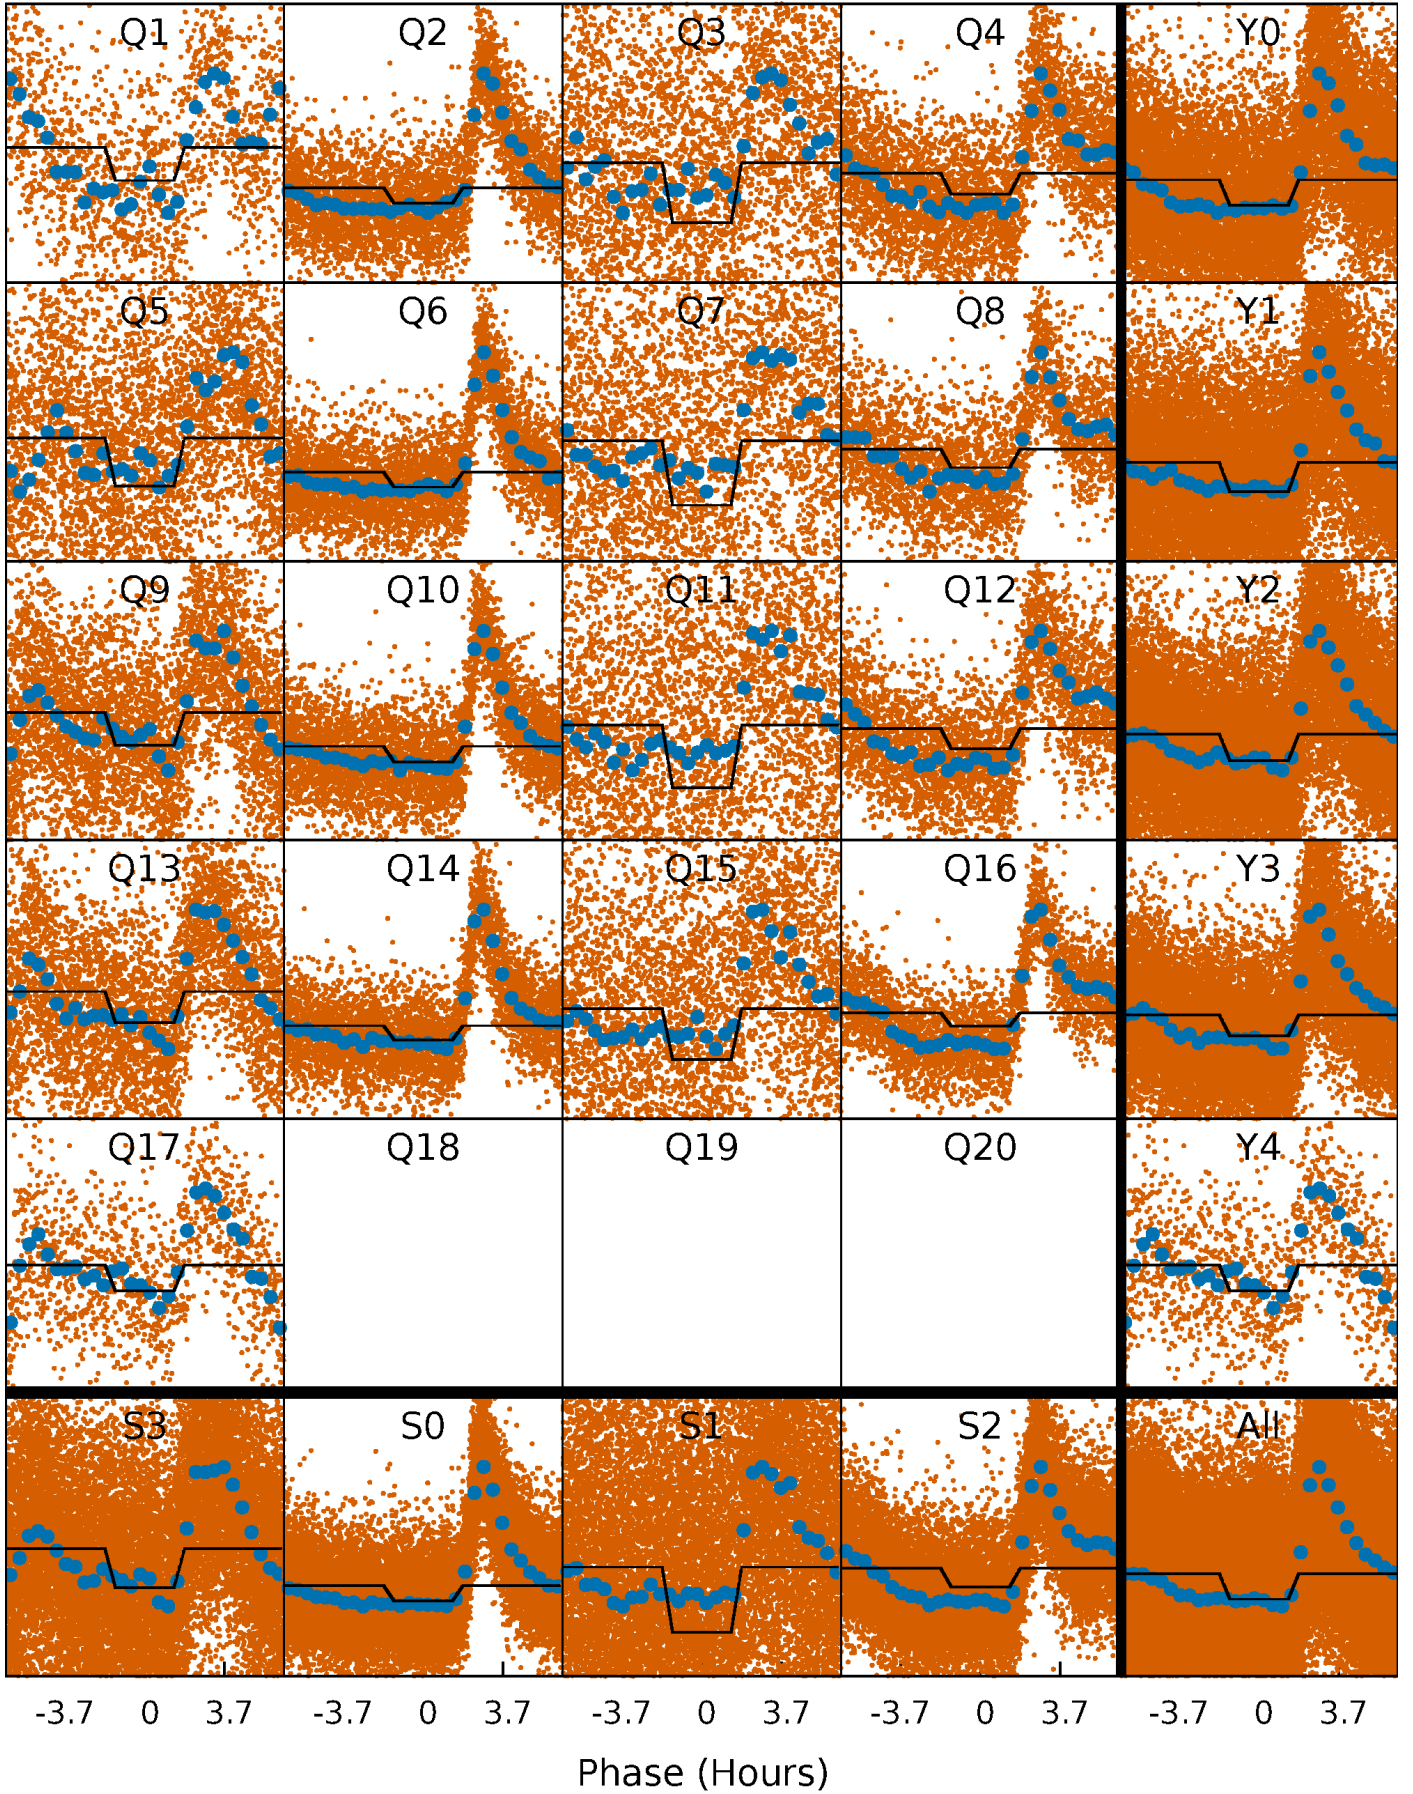 Q1 Q2 Q3 Q4 Y0
Q5 Q6 Q7 Q8 Y1
Q9 Q10 Q11 Q12 Y2
Q13 Q14 Q15 Q16 Y3
Q17 Q18 Q19 Q20 Y4
S3 S0 S1 S2 All
-3.7 0 3.7 -3.7 0 3.7 -3.7 0 3.7 -3.7 0 3.7 -3.7 0 3.7
Phase (Hours)